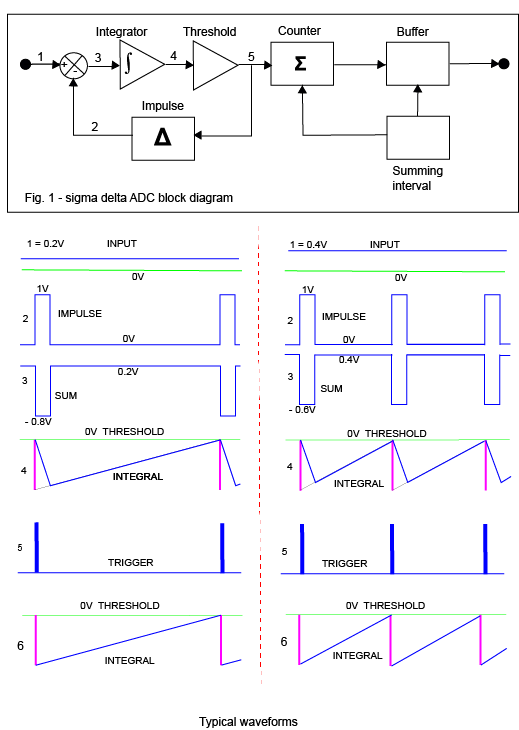 Integrator Threshold Counter Buffer
1 + - 3 ∫ 4 5 Σ
Impulse
2 Δ
Summing
interval
Fig. 1 - sigma delta ADC block diagram
1 = 0.2V INPUT
0V
1V
2 IMPULSE
0V
3 0.2V
SUM
- 0.8V
0V THRESHOLD
4 INTEGRAL
5
TRIGGER
0V THRESHOLD
6
INTEGRAL
1 = 0.4V INPUT
0V
1V
2 IMPULSE
0V
0.4V
3
SUM
- 0.6V
0V THRESHOLD
4
INTEGRAL
5
TRIGGER
0V THRESHOLD
6
INTEGRAL
Typical waveforms